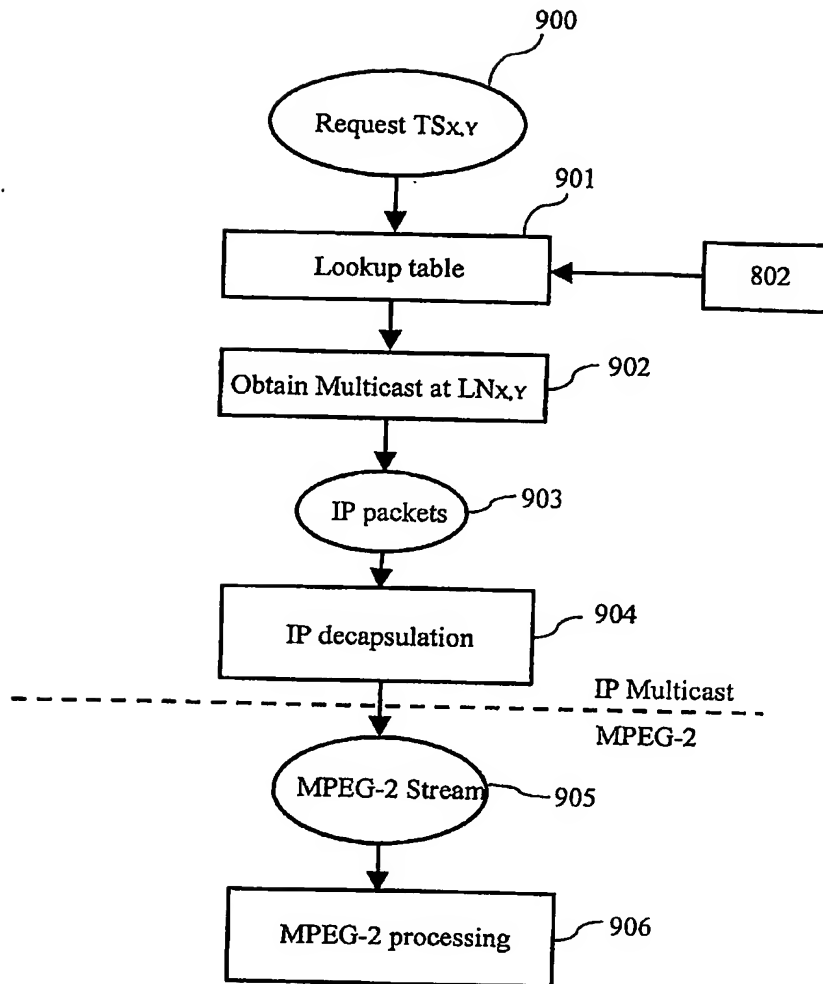 900
Request TSX,Y
901
Lookup table
802
902
Obtain Multicast at LNX,Y
903
IP packets
904
IP decapsulation
IP Multicast
MPEG-2
MPEG-2 Stream
905
MPEG-2 processing
906